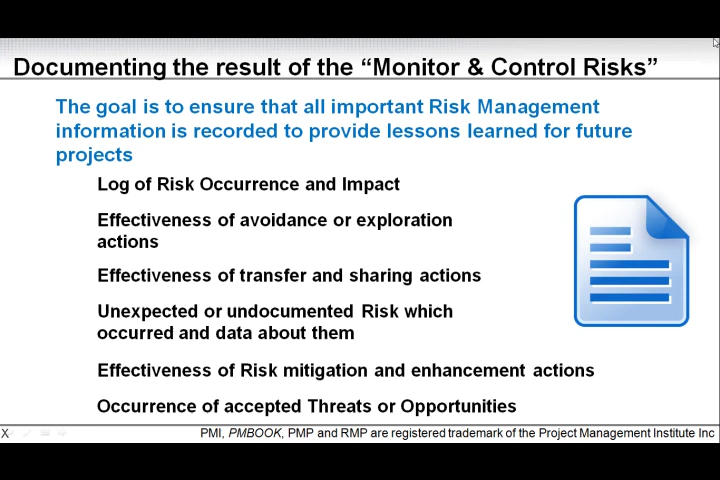 Documenting the result of the “Monitor & Control Risks”
The goal is to ensure that all important Risk Management
information is recorded to provide lessons learned for future
projects
Log of Risk Occurrence and Impact
Effectiveness of avoidance or exploration
actions
Effectiveness of transfer and sharing actions
Unexpected or undocumented Risk which
occurred and data about them
Effectiveness of Risk mitigation and enhancement actions
Occurrence of accepted Threats or Opportunities
X
PMI, PMBOOK, PMP and RMP are registered trademark of the Project Management Institute Inc